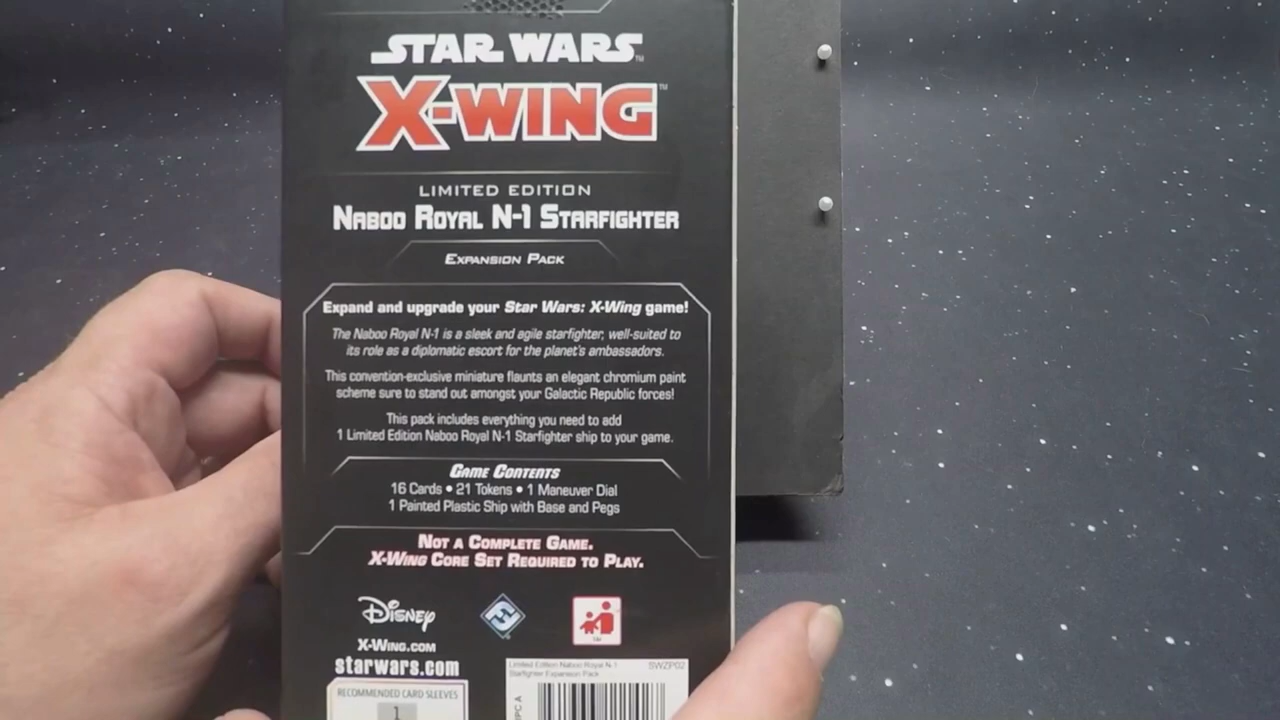 STAR WARS™
X-WING™
LIMITED EDITION
NABOO ROYAL N-1 STARFIGHTER
EXPANSION PACK
Expand and upgrade your Star Wars: X-Wing game!
The Naboo Royal N-1 is a sleek and agile starfighter, well-suited to
its role as a diplomatic escort for the planet's ambassadors.
This convention-exclusive miniature flaunts an elegant chromium paint
scheme sure to stand out amongst your Galactic Republic forces!
This pack includes everything you need to add
1 Limited Edition Naboo Royal N-1 Starfighter ship to your game.
GAME CONTENTS
16 Cards • 21 Tokens • 1 Maneuver Dial
1 Painted Plastic Ship with Base and Pegs
NOT A COMPLETE GAME.
X-WING CORE SET REQUIRED TO PLAY.
DISNEY
X-WING.COM
starwars.com
Limited Edition Naboo Royal N-1 SWZP02
Starfighter Expansion Pack
RECOMMENDED CARD SLEEVES
1